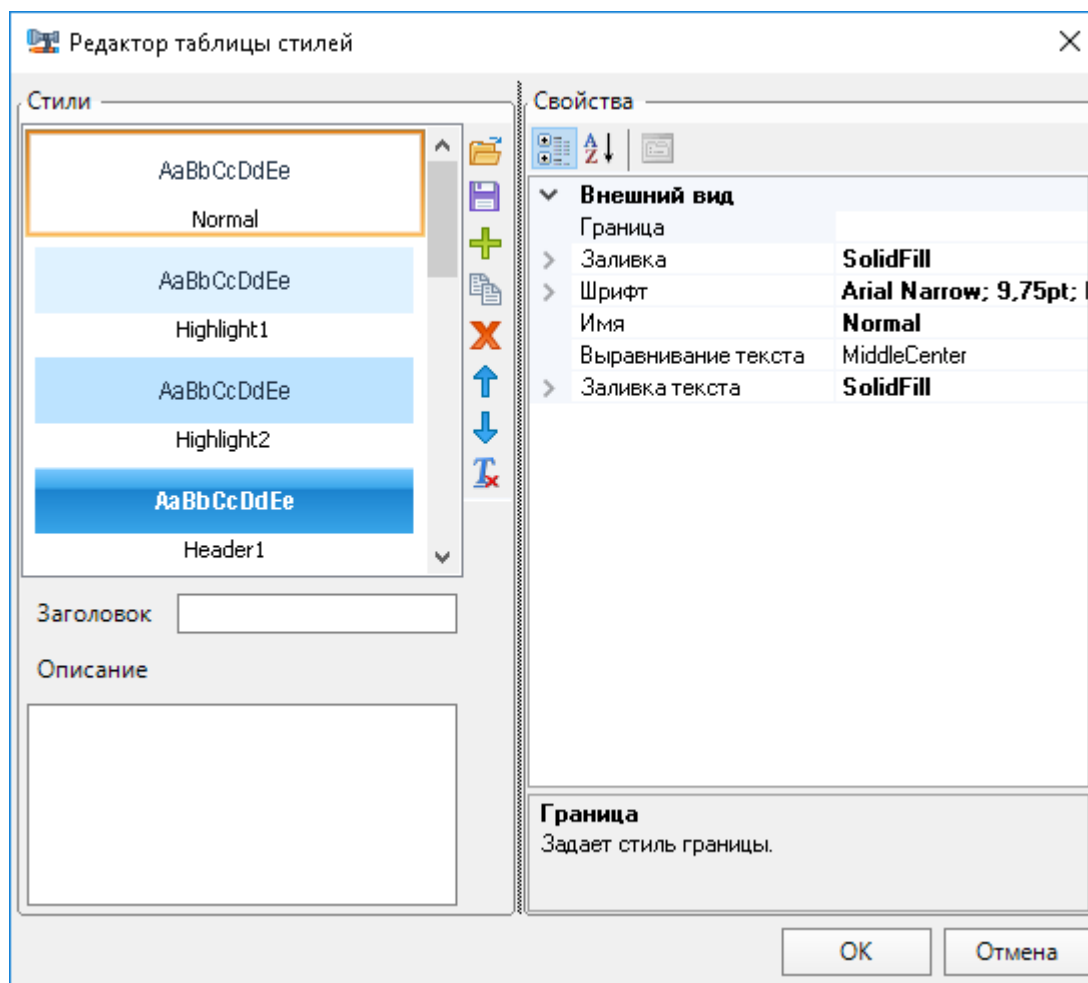 Редактор таблицы стилей
Стили
AaBbCcDdEe
Normal
AaBbCcDdEe
Highlight1
AaBbCcDdEe
Highlight2
AaBbCcDdEe
Header1
Заголовок
Описание
Свойства
Внешний вид
Граница
Заливка SolidFill
Шрифт Arial Narrow; 9,75pt;
Имя Normal
Выравнивание текста MiddleCenter
Заливка текста SolidFill
Граница
Задает стиль границы.
OK Отмена